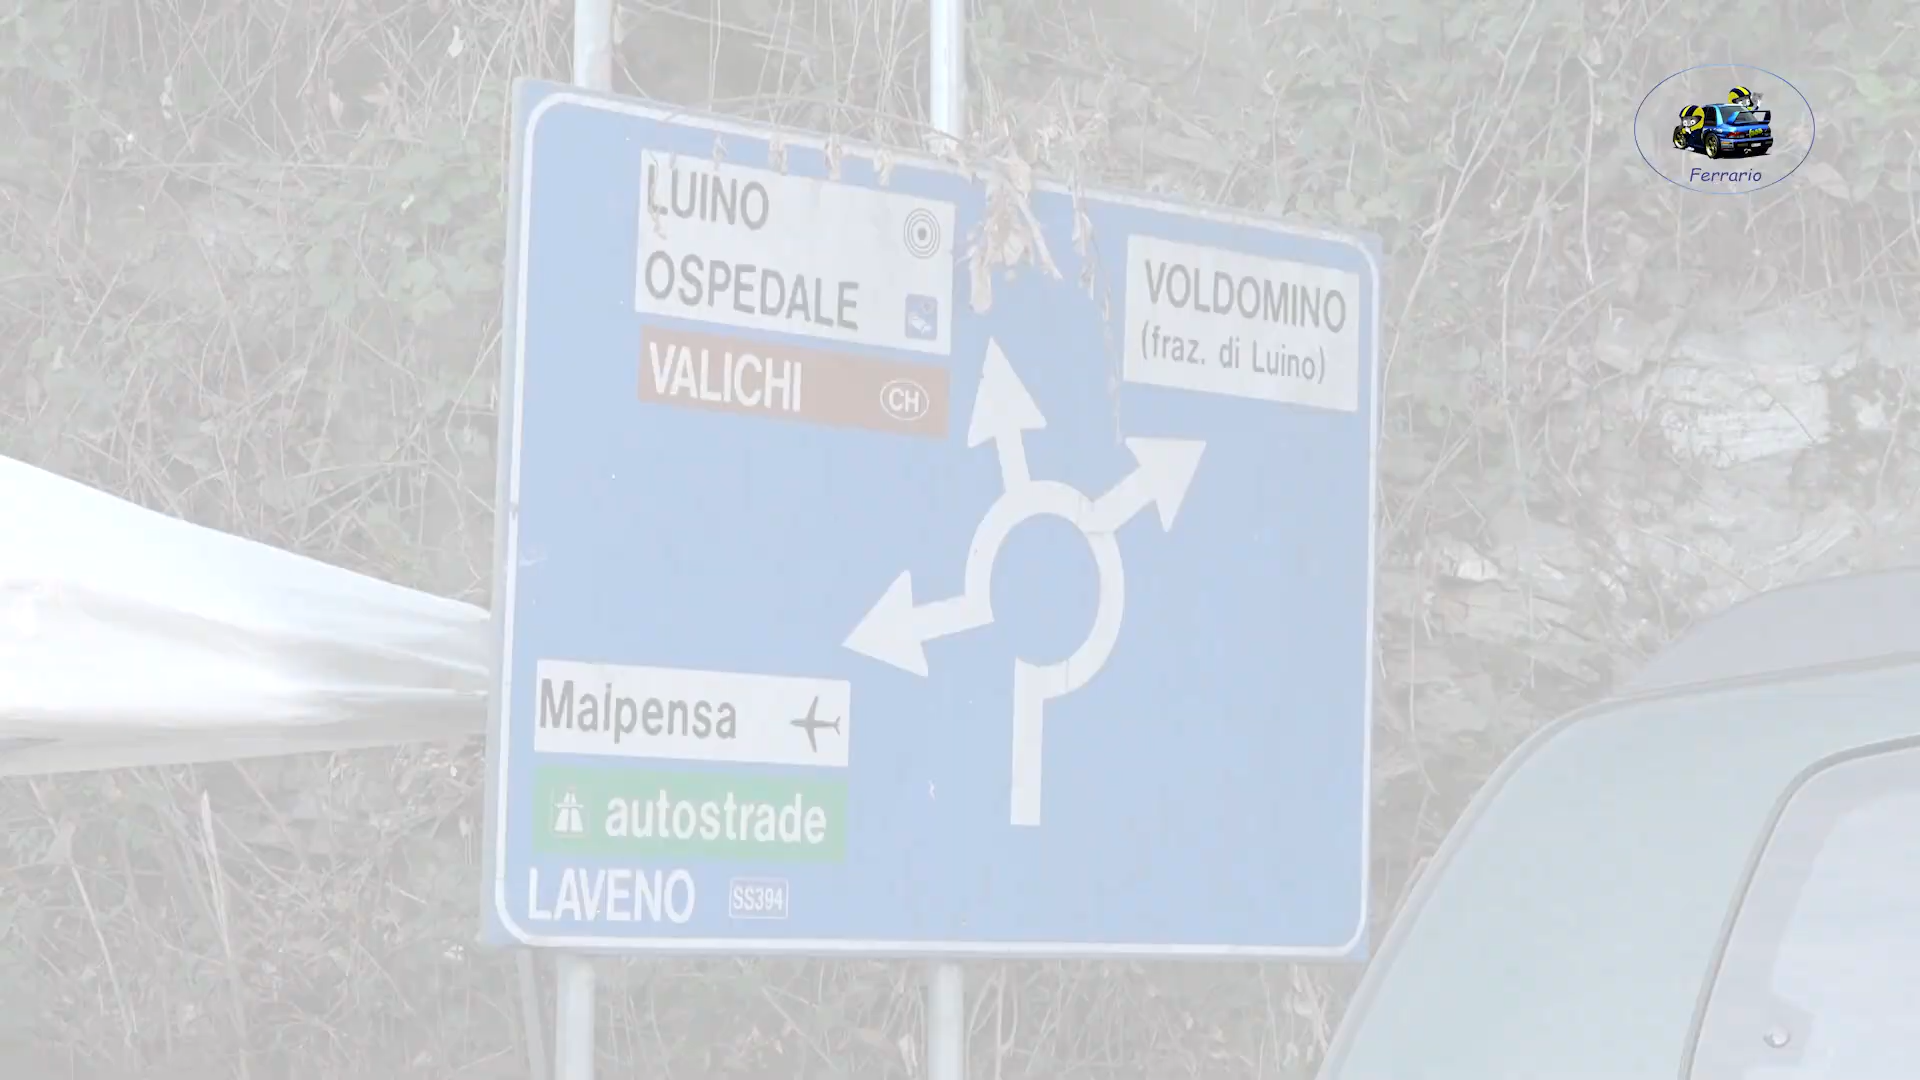 LUINO
OSPEDALE
VALICHI CH
VOLDOMINO
(fraz. di Luino)
Malpensa
autostrade
LAVENO SS394
Ferrario